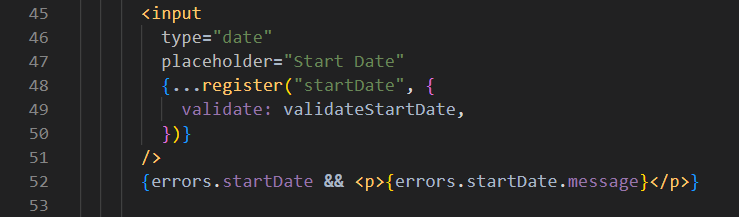 45 <input
46 type="date"
47 placeholder="Start Date"
48 {...register("startDate", {
49 validate: validateStartDate,
50 })}
51 />
52 {errors.startDate && <p>{errors.startDate.message}</p>}
53